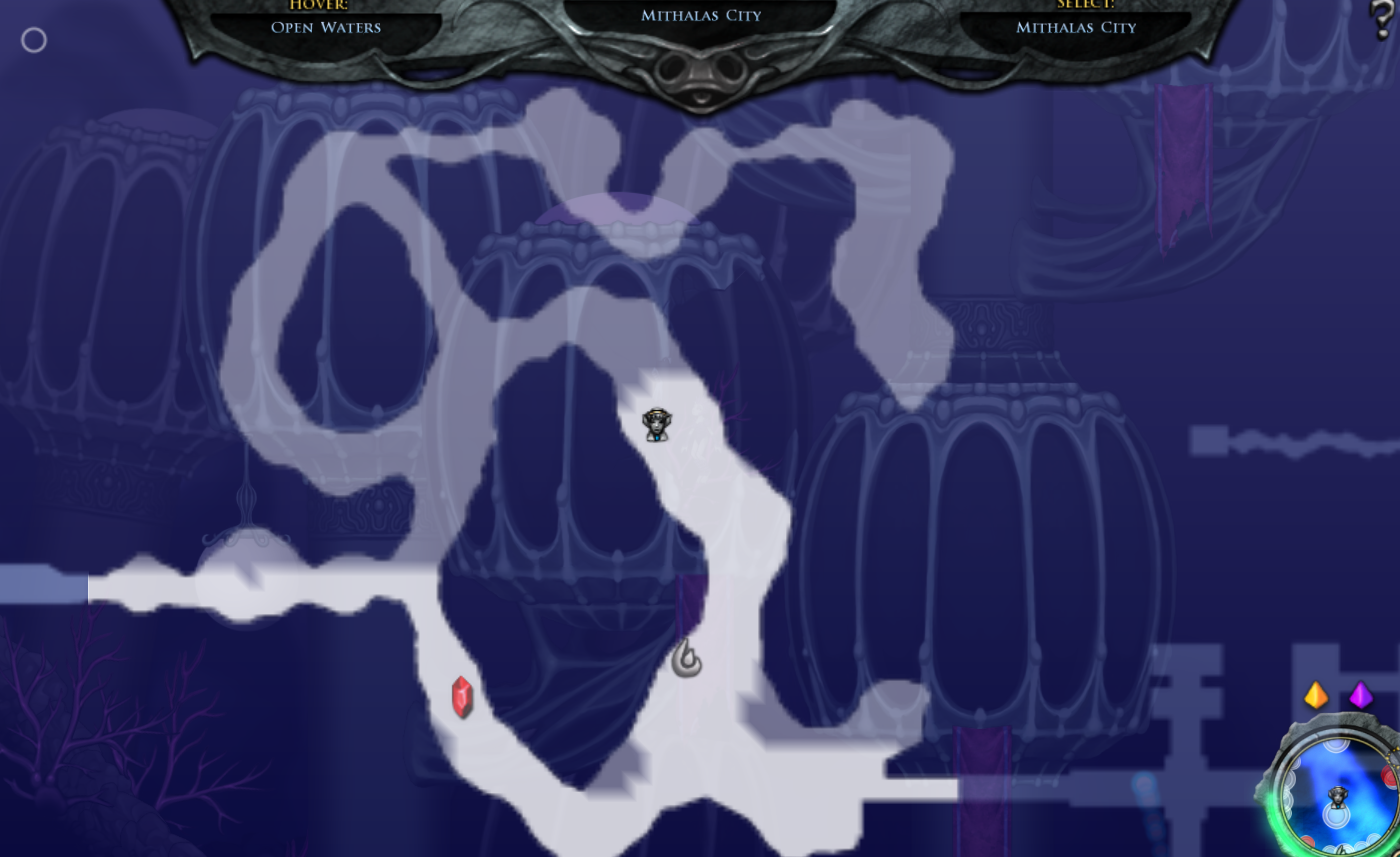 HOVER:
OPEN WATERS
MITHALAS CITY
SELECT:
MITHALAS CITY
?